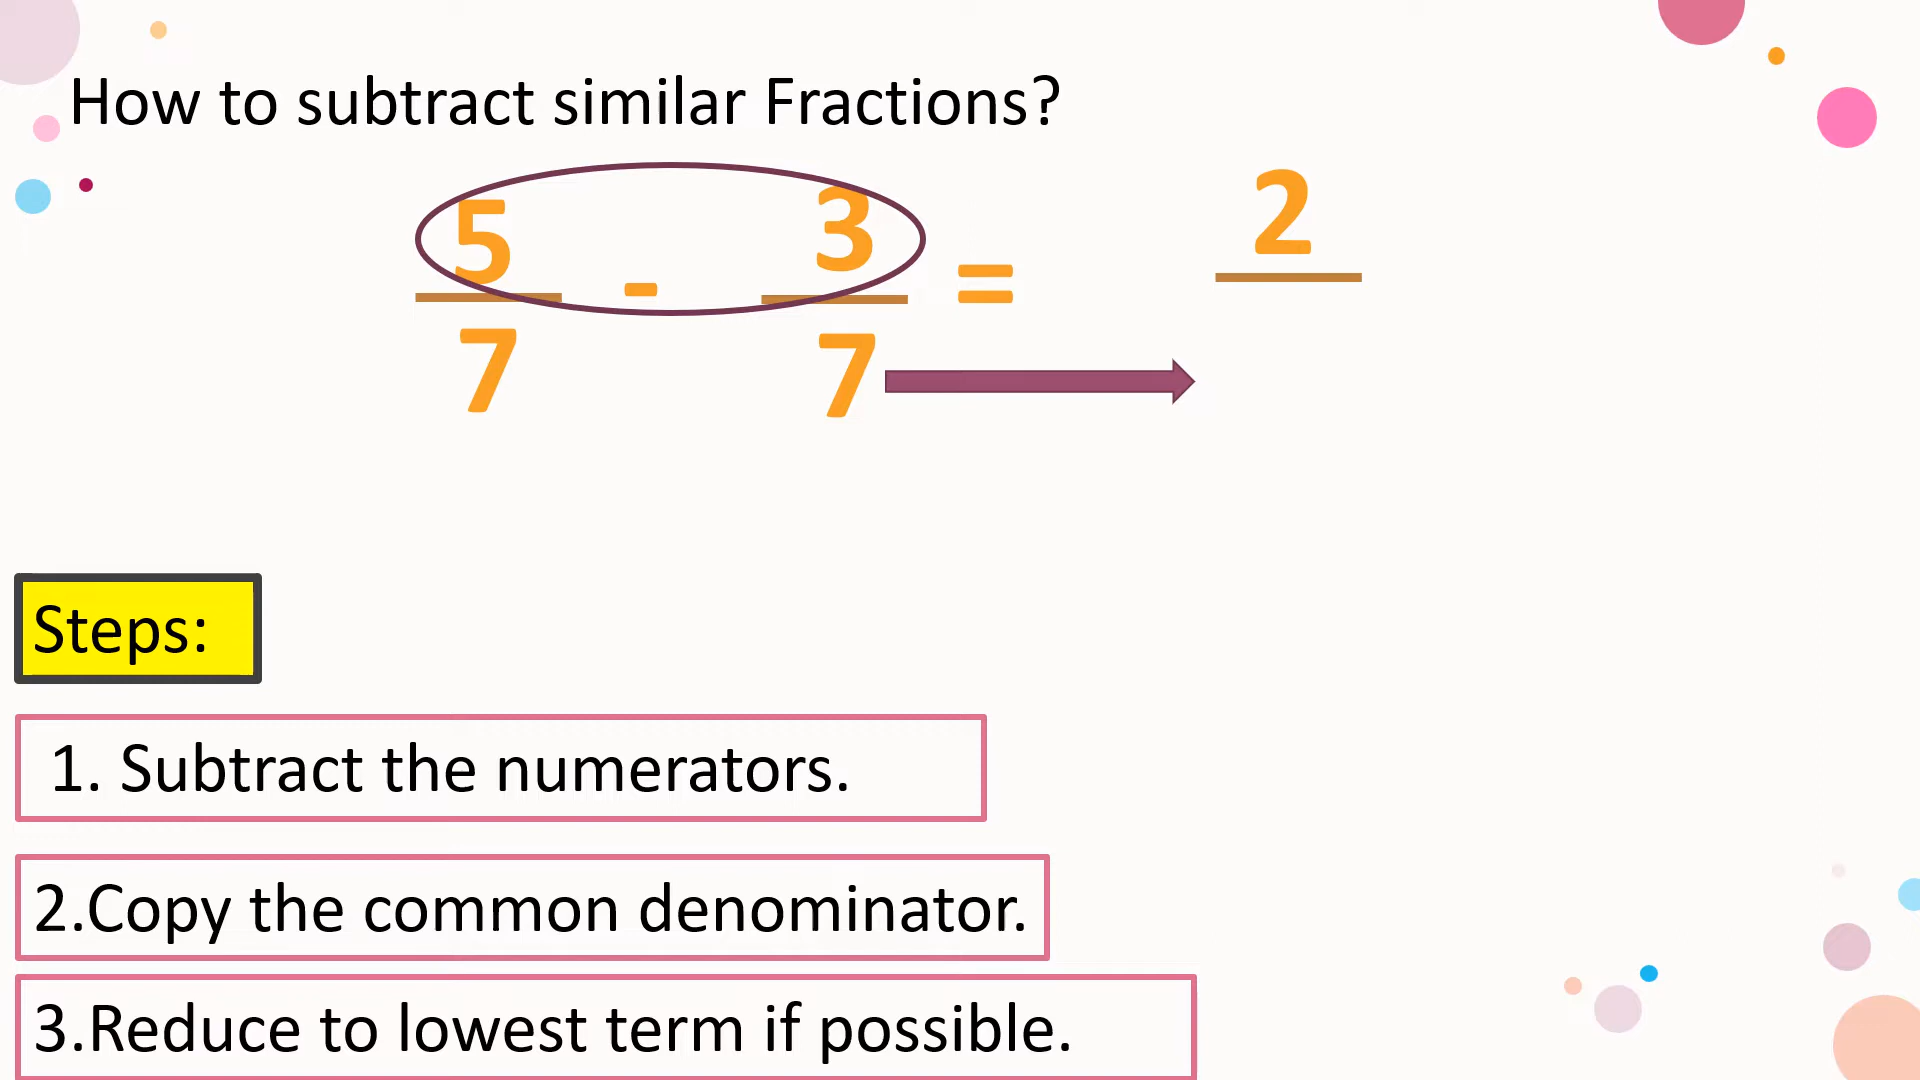 How to subtract similar Fractions?
5 - 3 = 2
7 7
Steps:
1. Subtract the numerators.
2.Copy the common denominator.
3.Reduce to lowest term if possible.